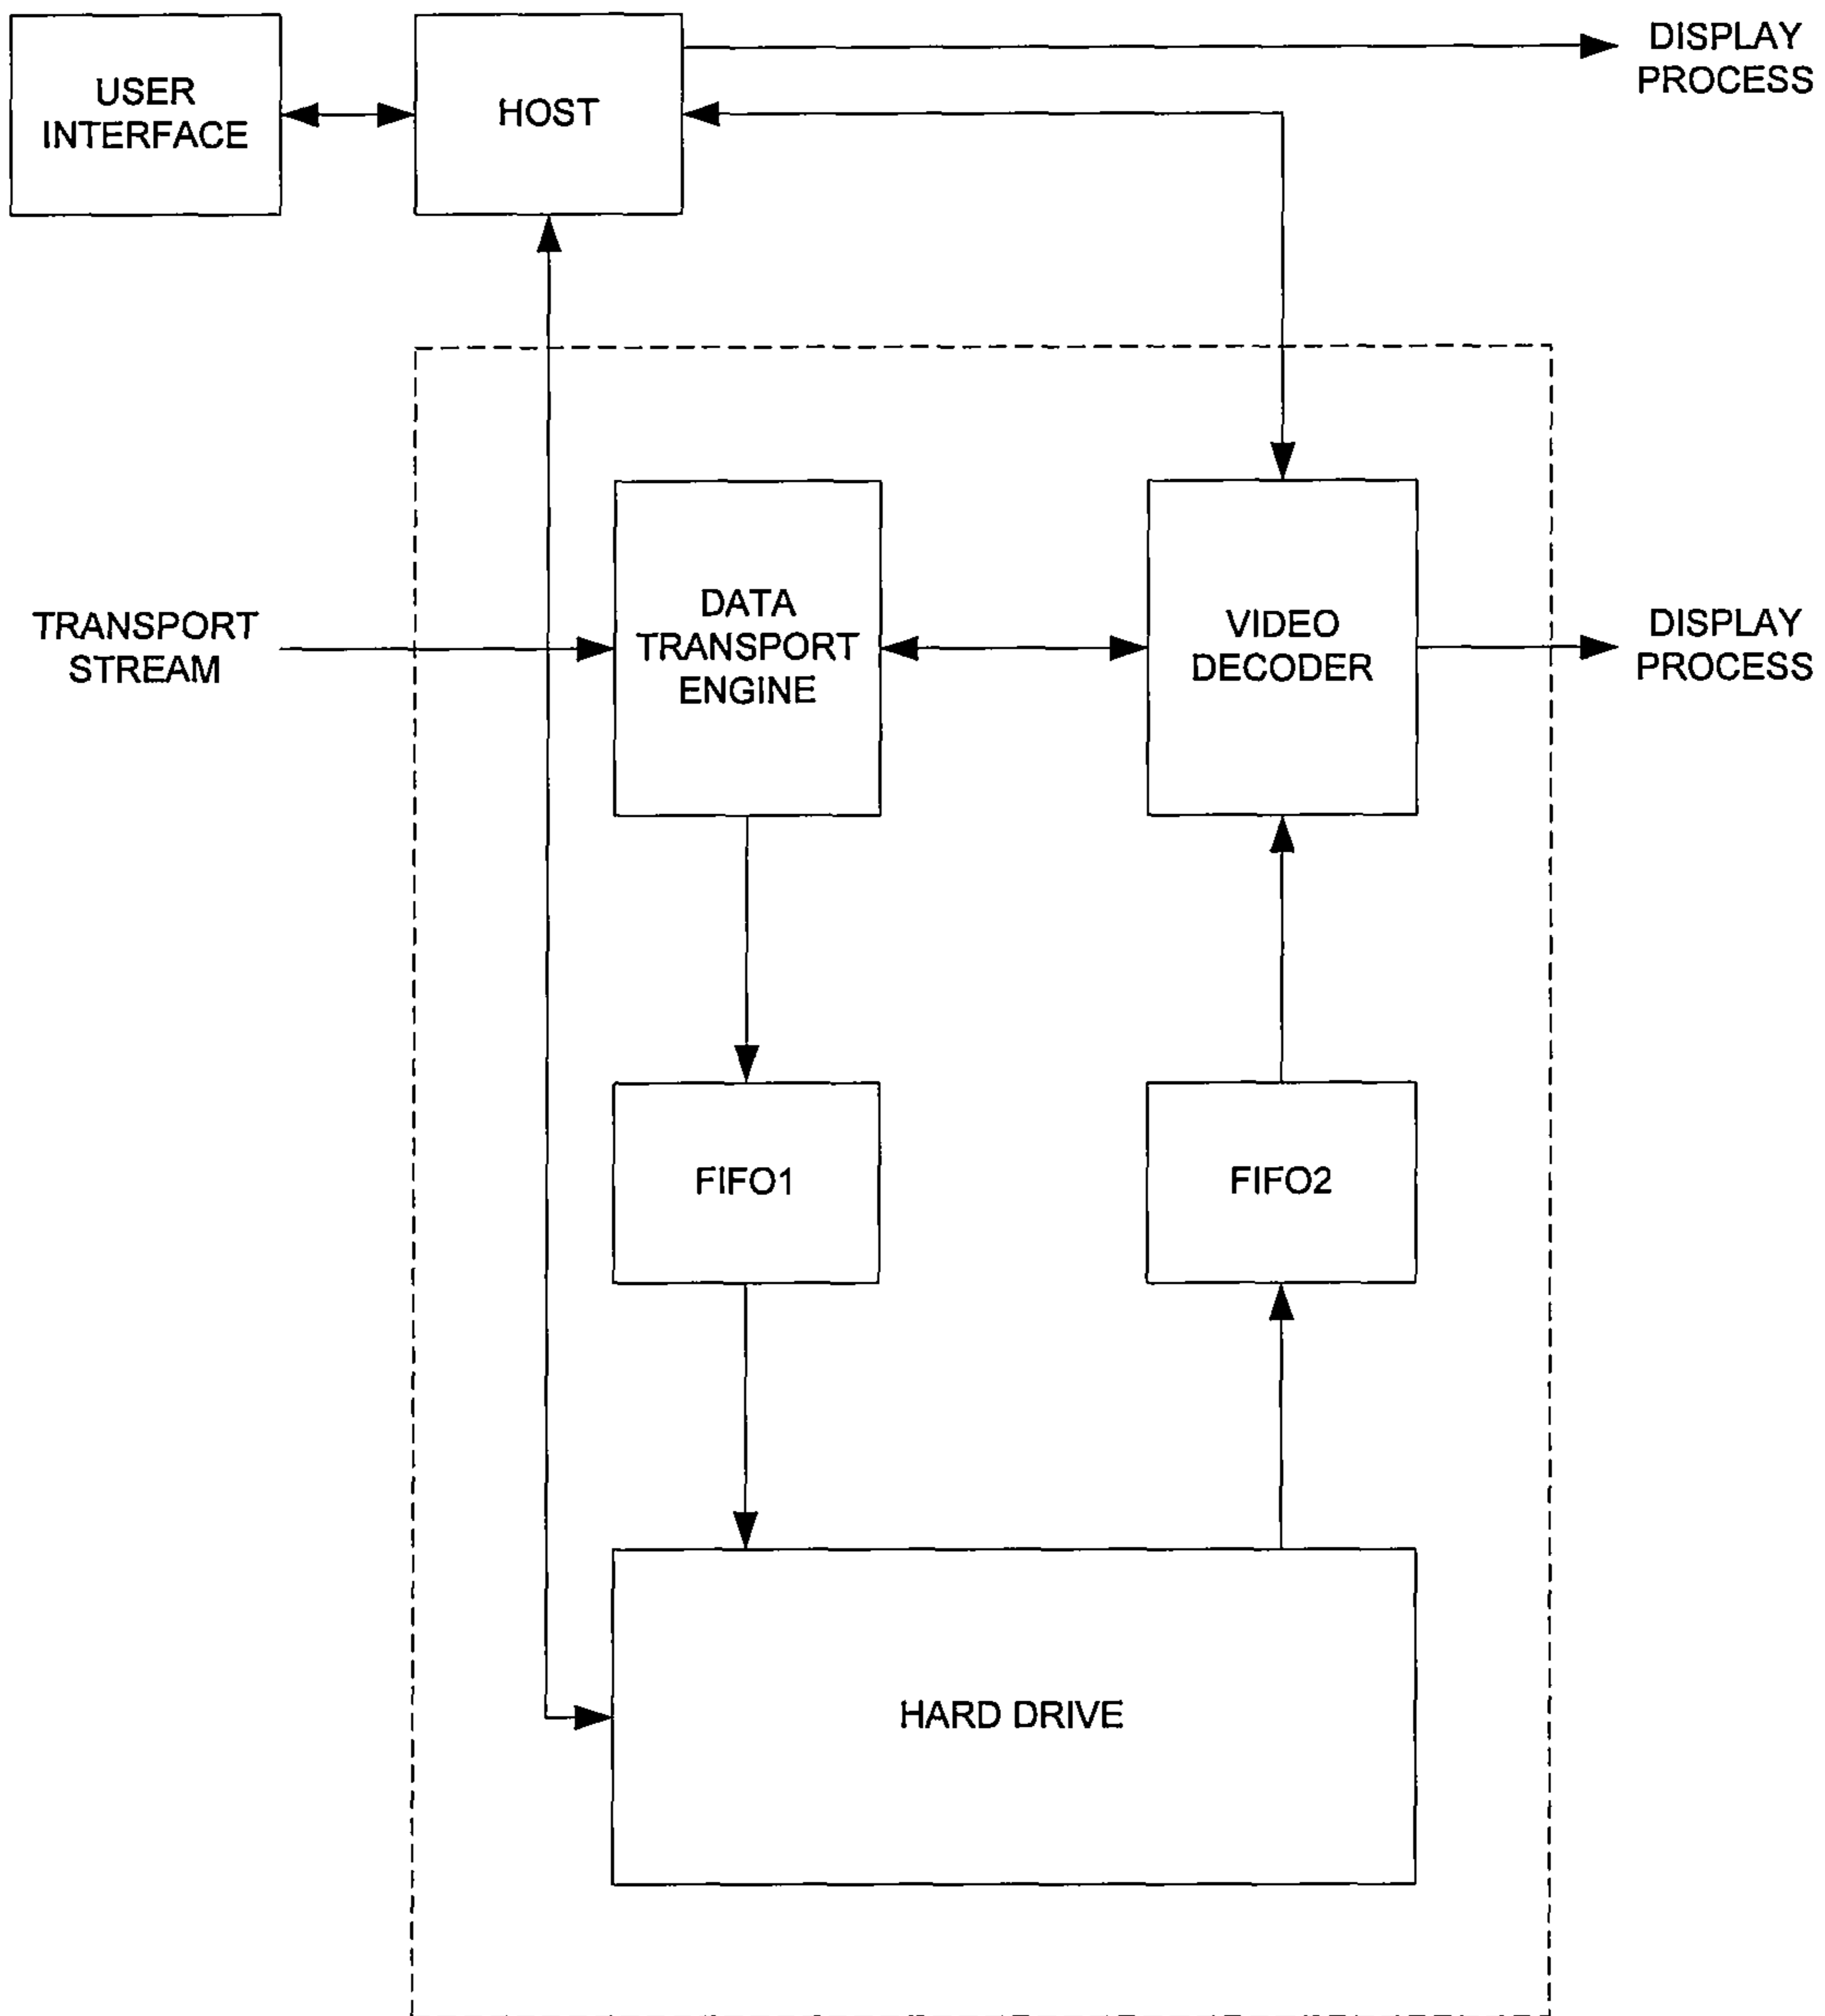 DISPLAY
PROCESS
USER
INTERFACE
HOST
TRANSPORT
STREAM
DATA
TRANSPORT
ENGINE
VIDEO
DECODER
DISPLAY
PROCESS
FIFO1
FIFO2
HARD DRIVE